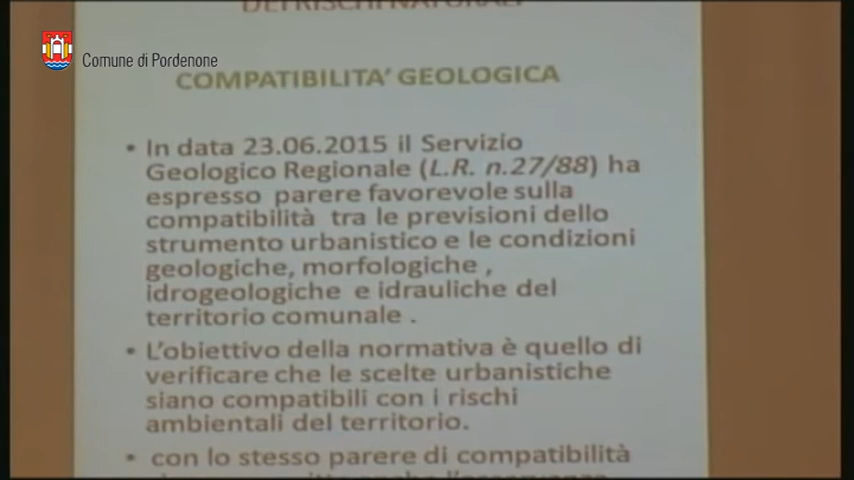 DEI RISCHI NATURALI
Comune di Pordenone
COMPATIBILITA' GEOLOGICA
• In data 23.06.2015 il Servizio
Geologico Regionale (L.R. n.27/88) ha
espresso parere favorevole sulla
compatibilità tra le previsioni dello
strumento urbanistico e le condizioni
geologiche, morfologiche ,
idrogeologiche e idrauliche del
territorio comunale .
• L'obiettivo della normativa è quello di
verificare che le scelte urbanistiche
siano compatibili con i rischi
ambientali del territorio.
• con lo stesso parere di compatibilità